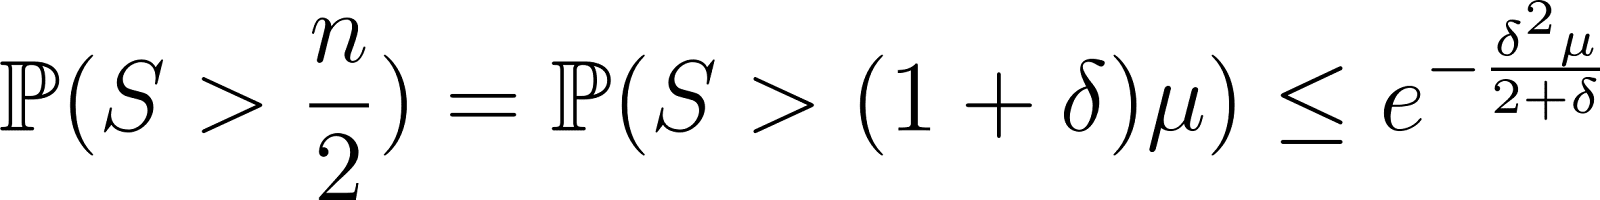 ℙ(S > n/2) = ℙ(S > (1 + δ)μ) ≤ e^{-δ²μ/(2+δ)}